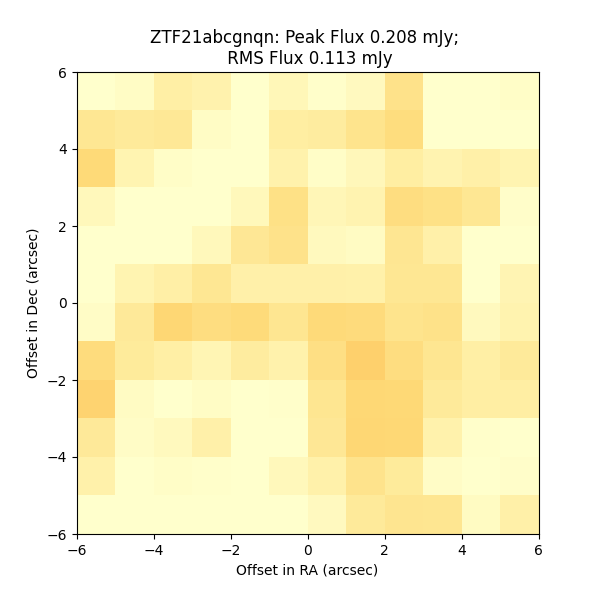 ZTF21abcgnqn: Peak Flux 0.208 mJy;
RMS Flux 0.113 mJy
6
4
2
0
−2
−4
−6
Offset in Dec (arcsec)
−6 −4 −2 0 2 4 6
Offset in RA (arcsec)